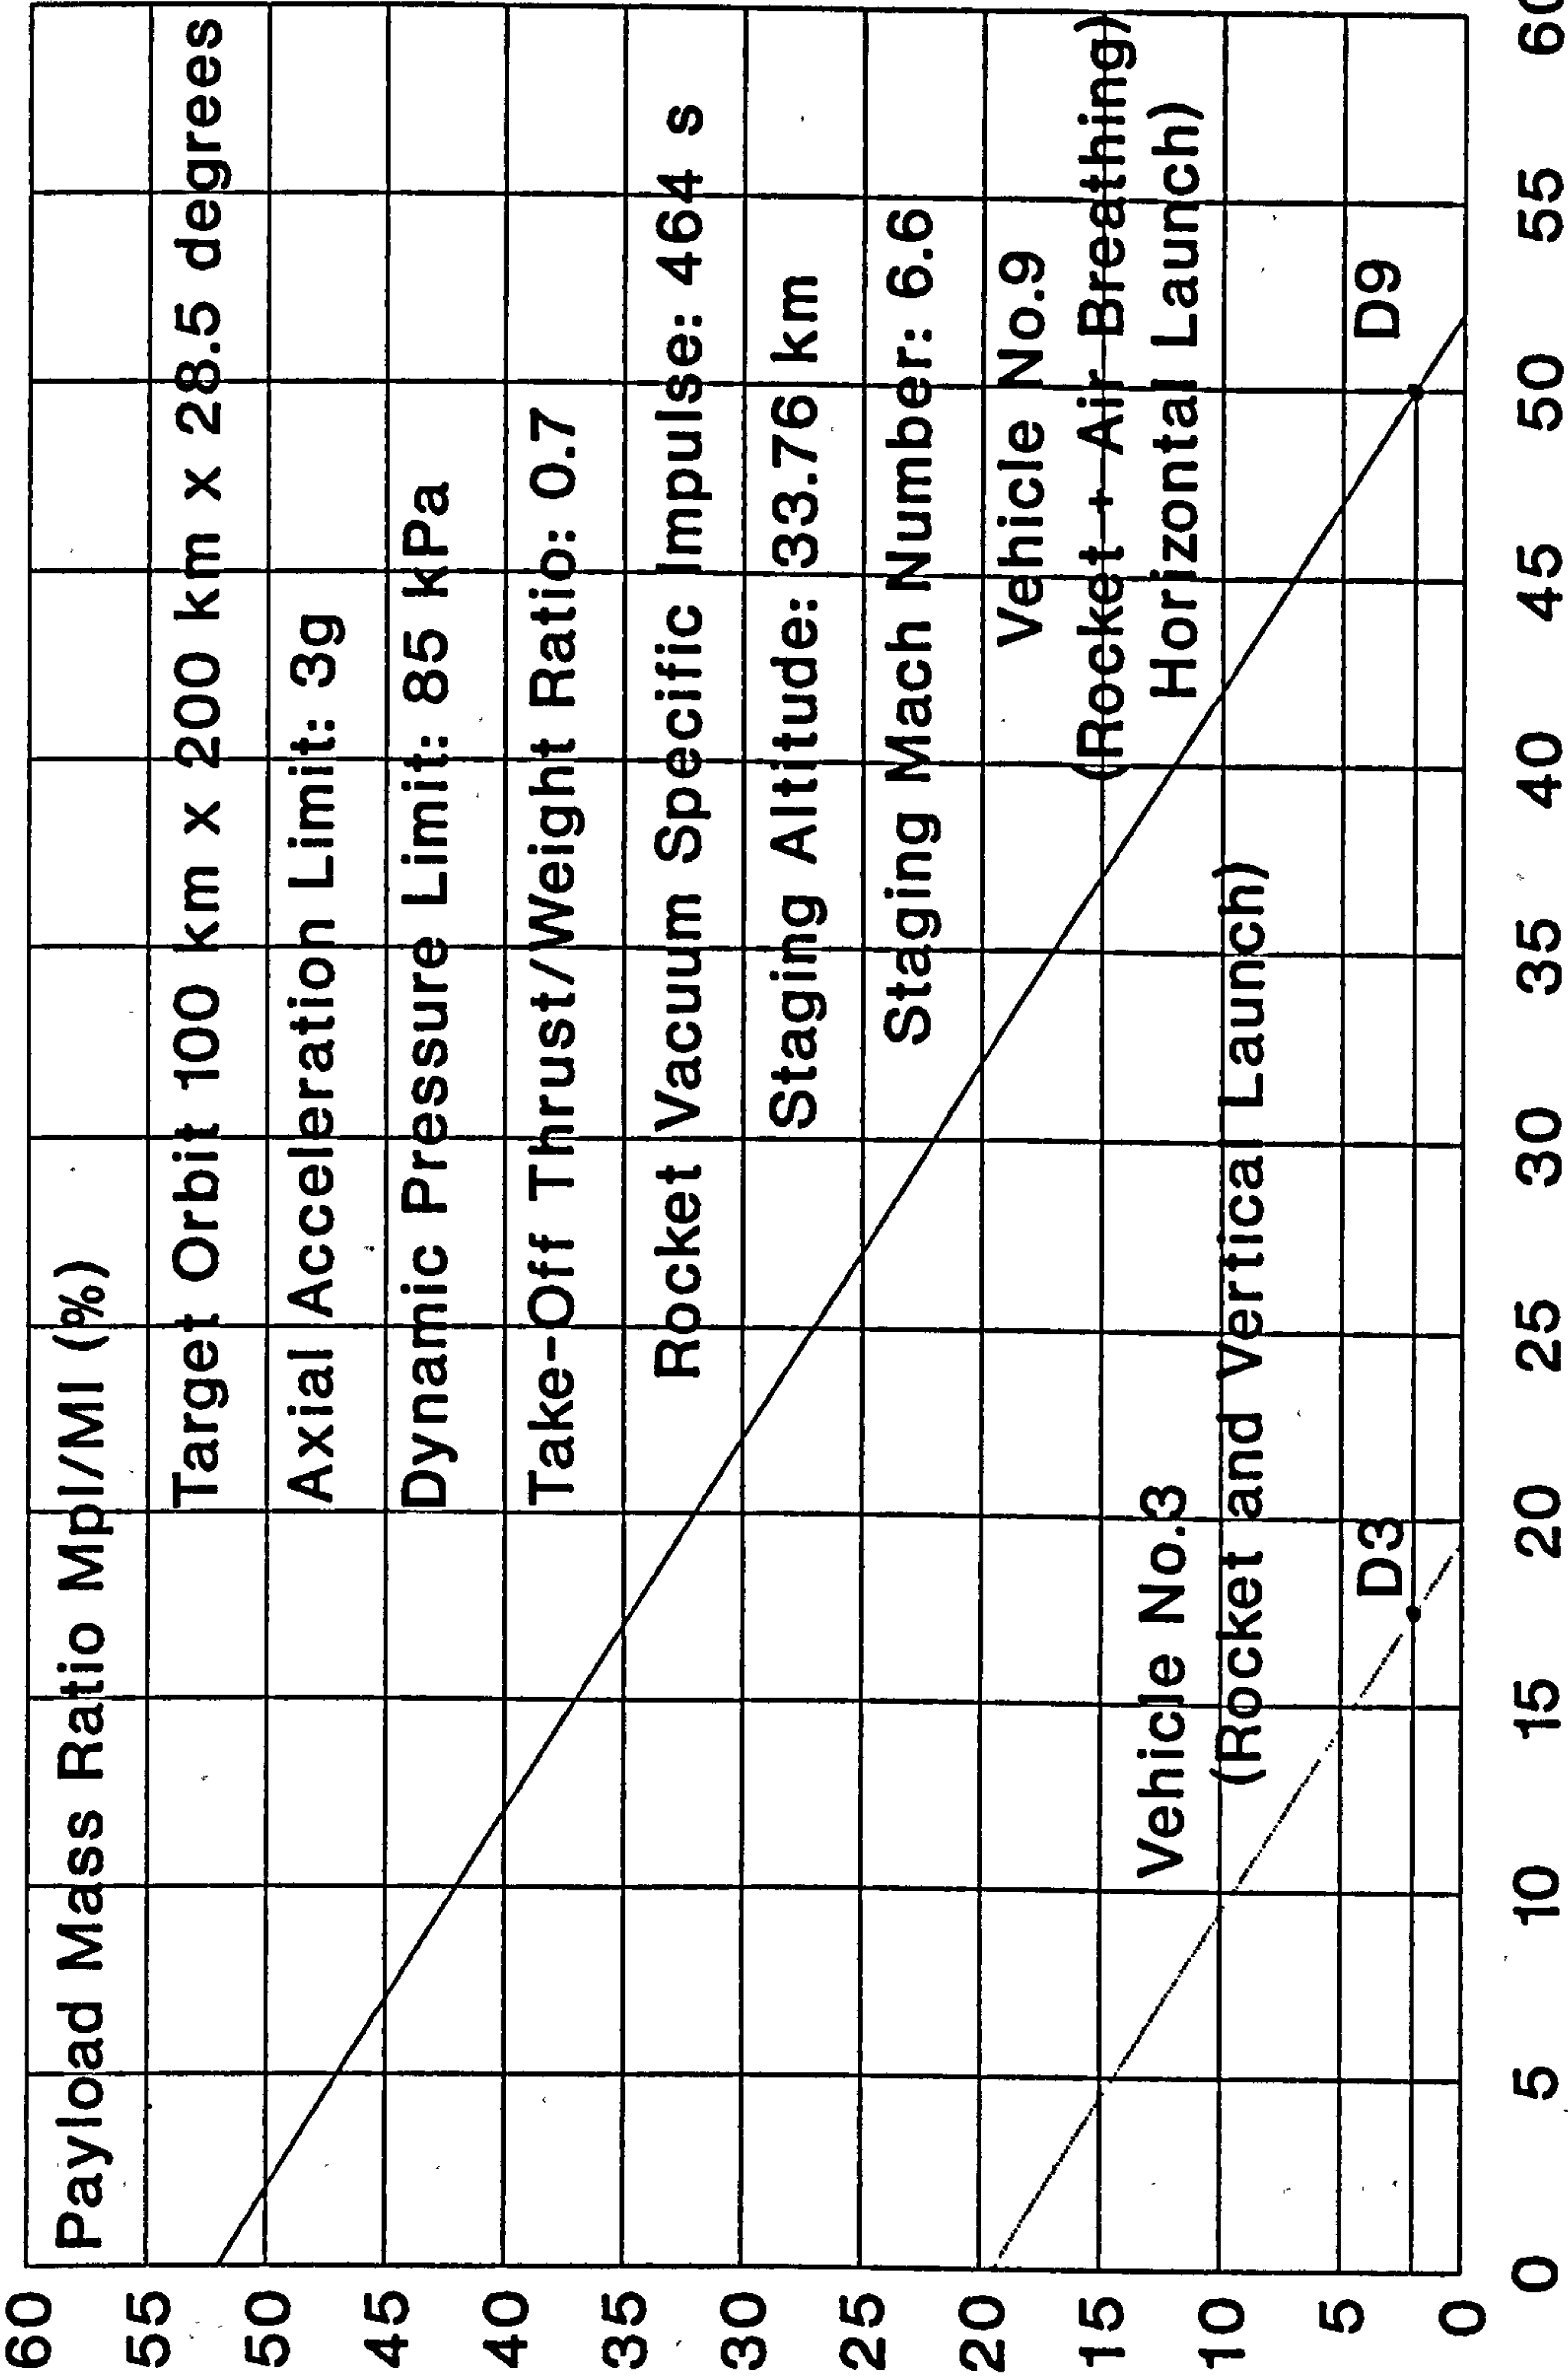 Payload Mass Ratio Mpl/Ml (%)
60
55
50
45
40
35
30
25
20
15
10
5
0
Target Orbit 100 km x 200 km x 28.5 degrees
Axial Acceleration Limit: 3g
Dynamic Pressure Limit: 85 kPa
Take-Off Thrust/Weight Ratio: 0.7
Rocket Vacuum Specific Impulse: 464 s
Staging Altitude: 33.76 km
Staging Mach Number: 6.6
Vehicle No.9
(Rocket + Air Breathing)
Horizontal Launch)
Vehicle No.3
(Rocket and Vertical Launch)
D3
D9
0 5 10 15 20 25 30 35 40 45 50 55 60